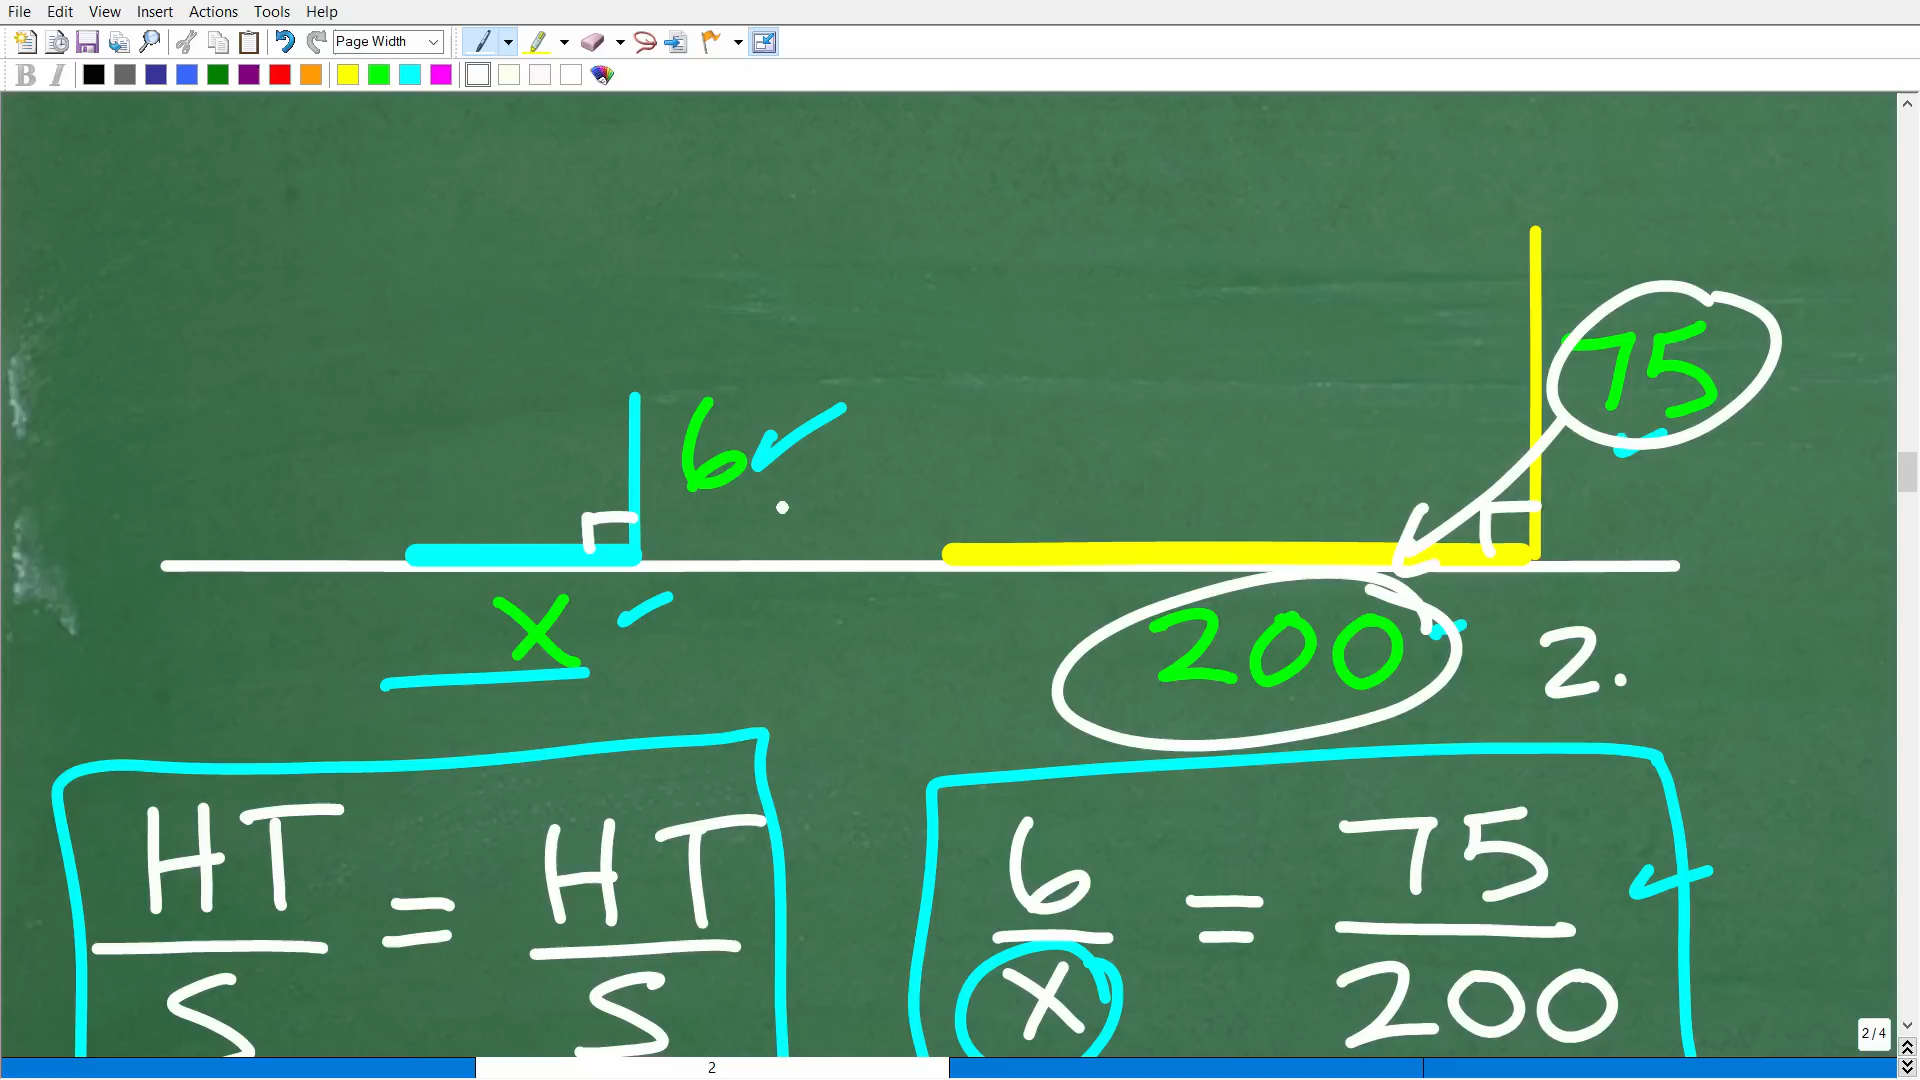 File Edit View Insert Actions Tools Help
Page Width
B I
75
6
x
200 2.
HT = HT
S S
6 = 75
x 200
2 / 4
2